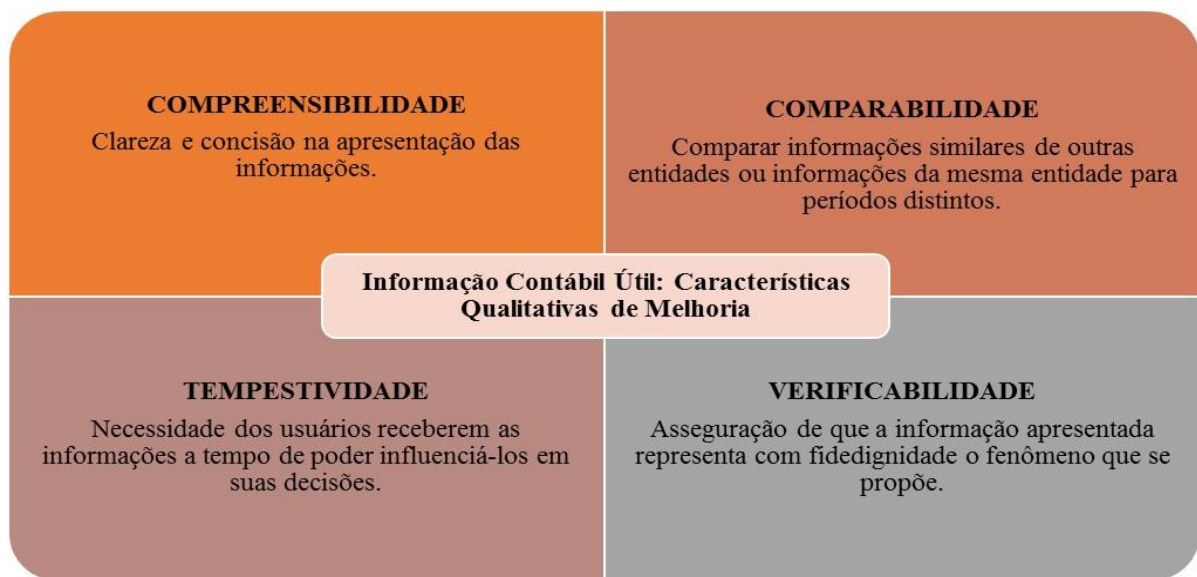 COMPREENSIBILIDADE
Clareza e concisão na apresentação das
informações.
COMPARABILIDADE
Comparar informações similares de outras
entidades ou informações da mesma entidade para
períodos distintos.
Informação Contábil Útil: Características
Qualitativas de Melhoria
TEMPESTIVIDADE
Necessidade dos usuários receberem as
informações a tempo de poder influenciá-los em
suas decisões.
VERIFICABILIDADE
Asseguração de que a informação apresentada
representa com fidedignidade o fenômeno que se
propõe.